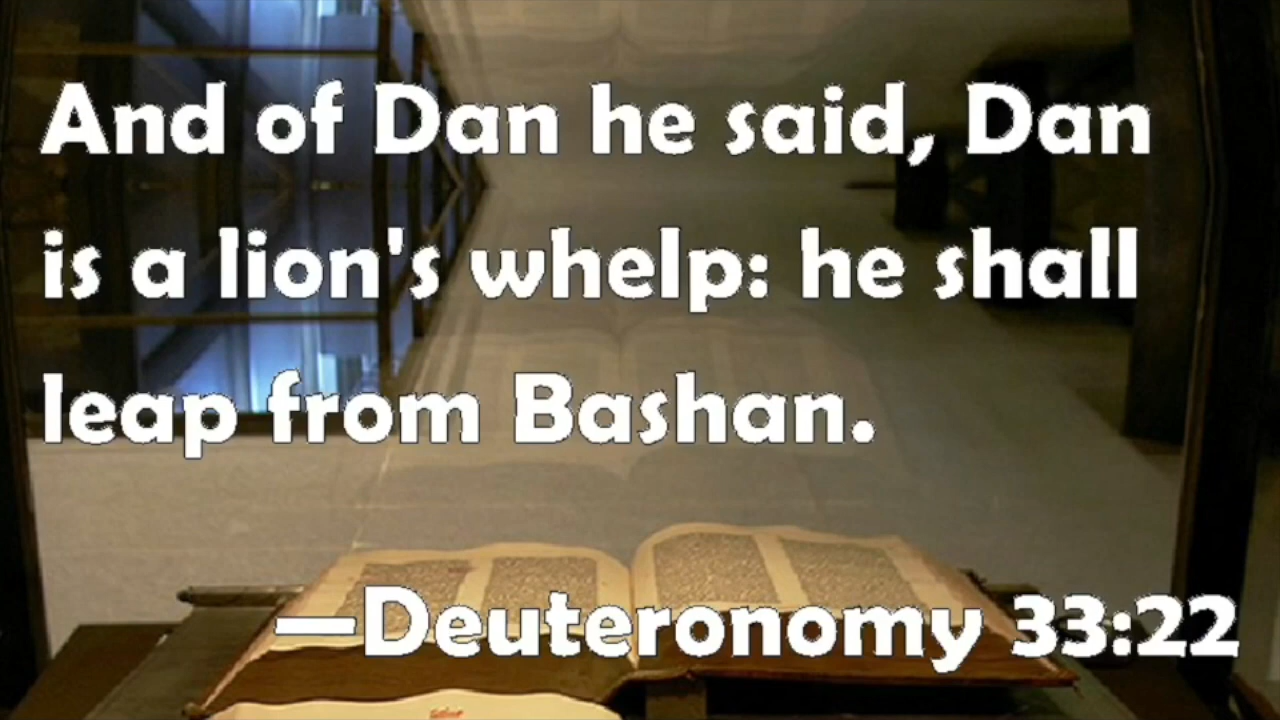 And of Dan he said, Dan
is a lion's whelp: he shall
leap from Bashan.
—Deuteronomy 33:22